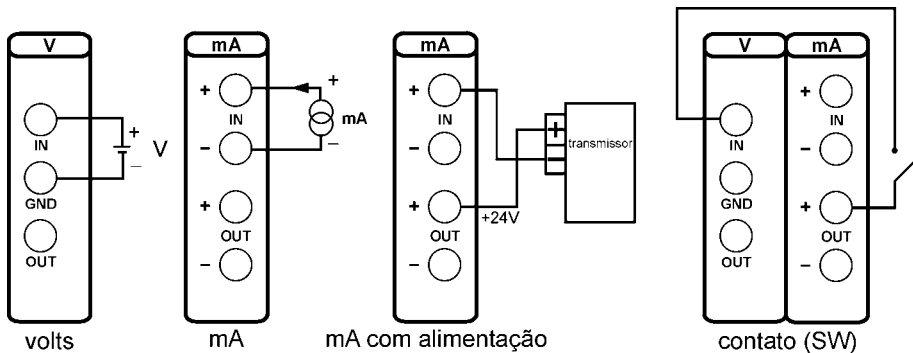 V
IN
GND
OUT
+
–
V
volts
mA
+
IN
–
+
OUT
–
+
mA
–
mA
mA
+
IN
–
+
OUT
–
+24V
+
–
transmissor
mA com alimentação
V
IN
GND
OUT
mA
+
IN
–
+
OUT
–
contato (SW)